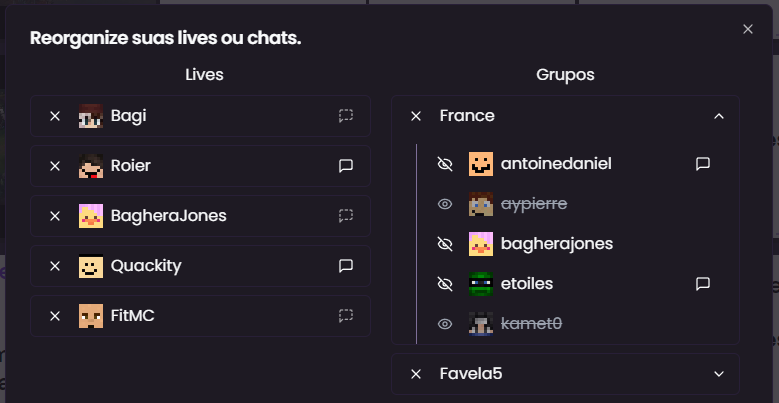 Reorganize suas lives ou chats.
Lives
Bagi
Roier
BagheraJones
Quackity
FitMC
Grupos
France
antoinedaniel
aypierre
bagherajones
etoiles
kamet0
Favela5